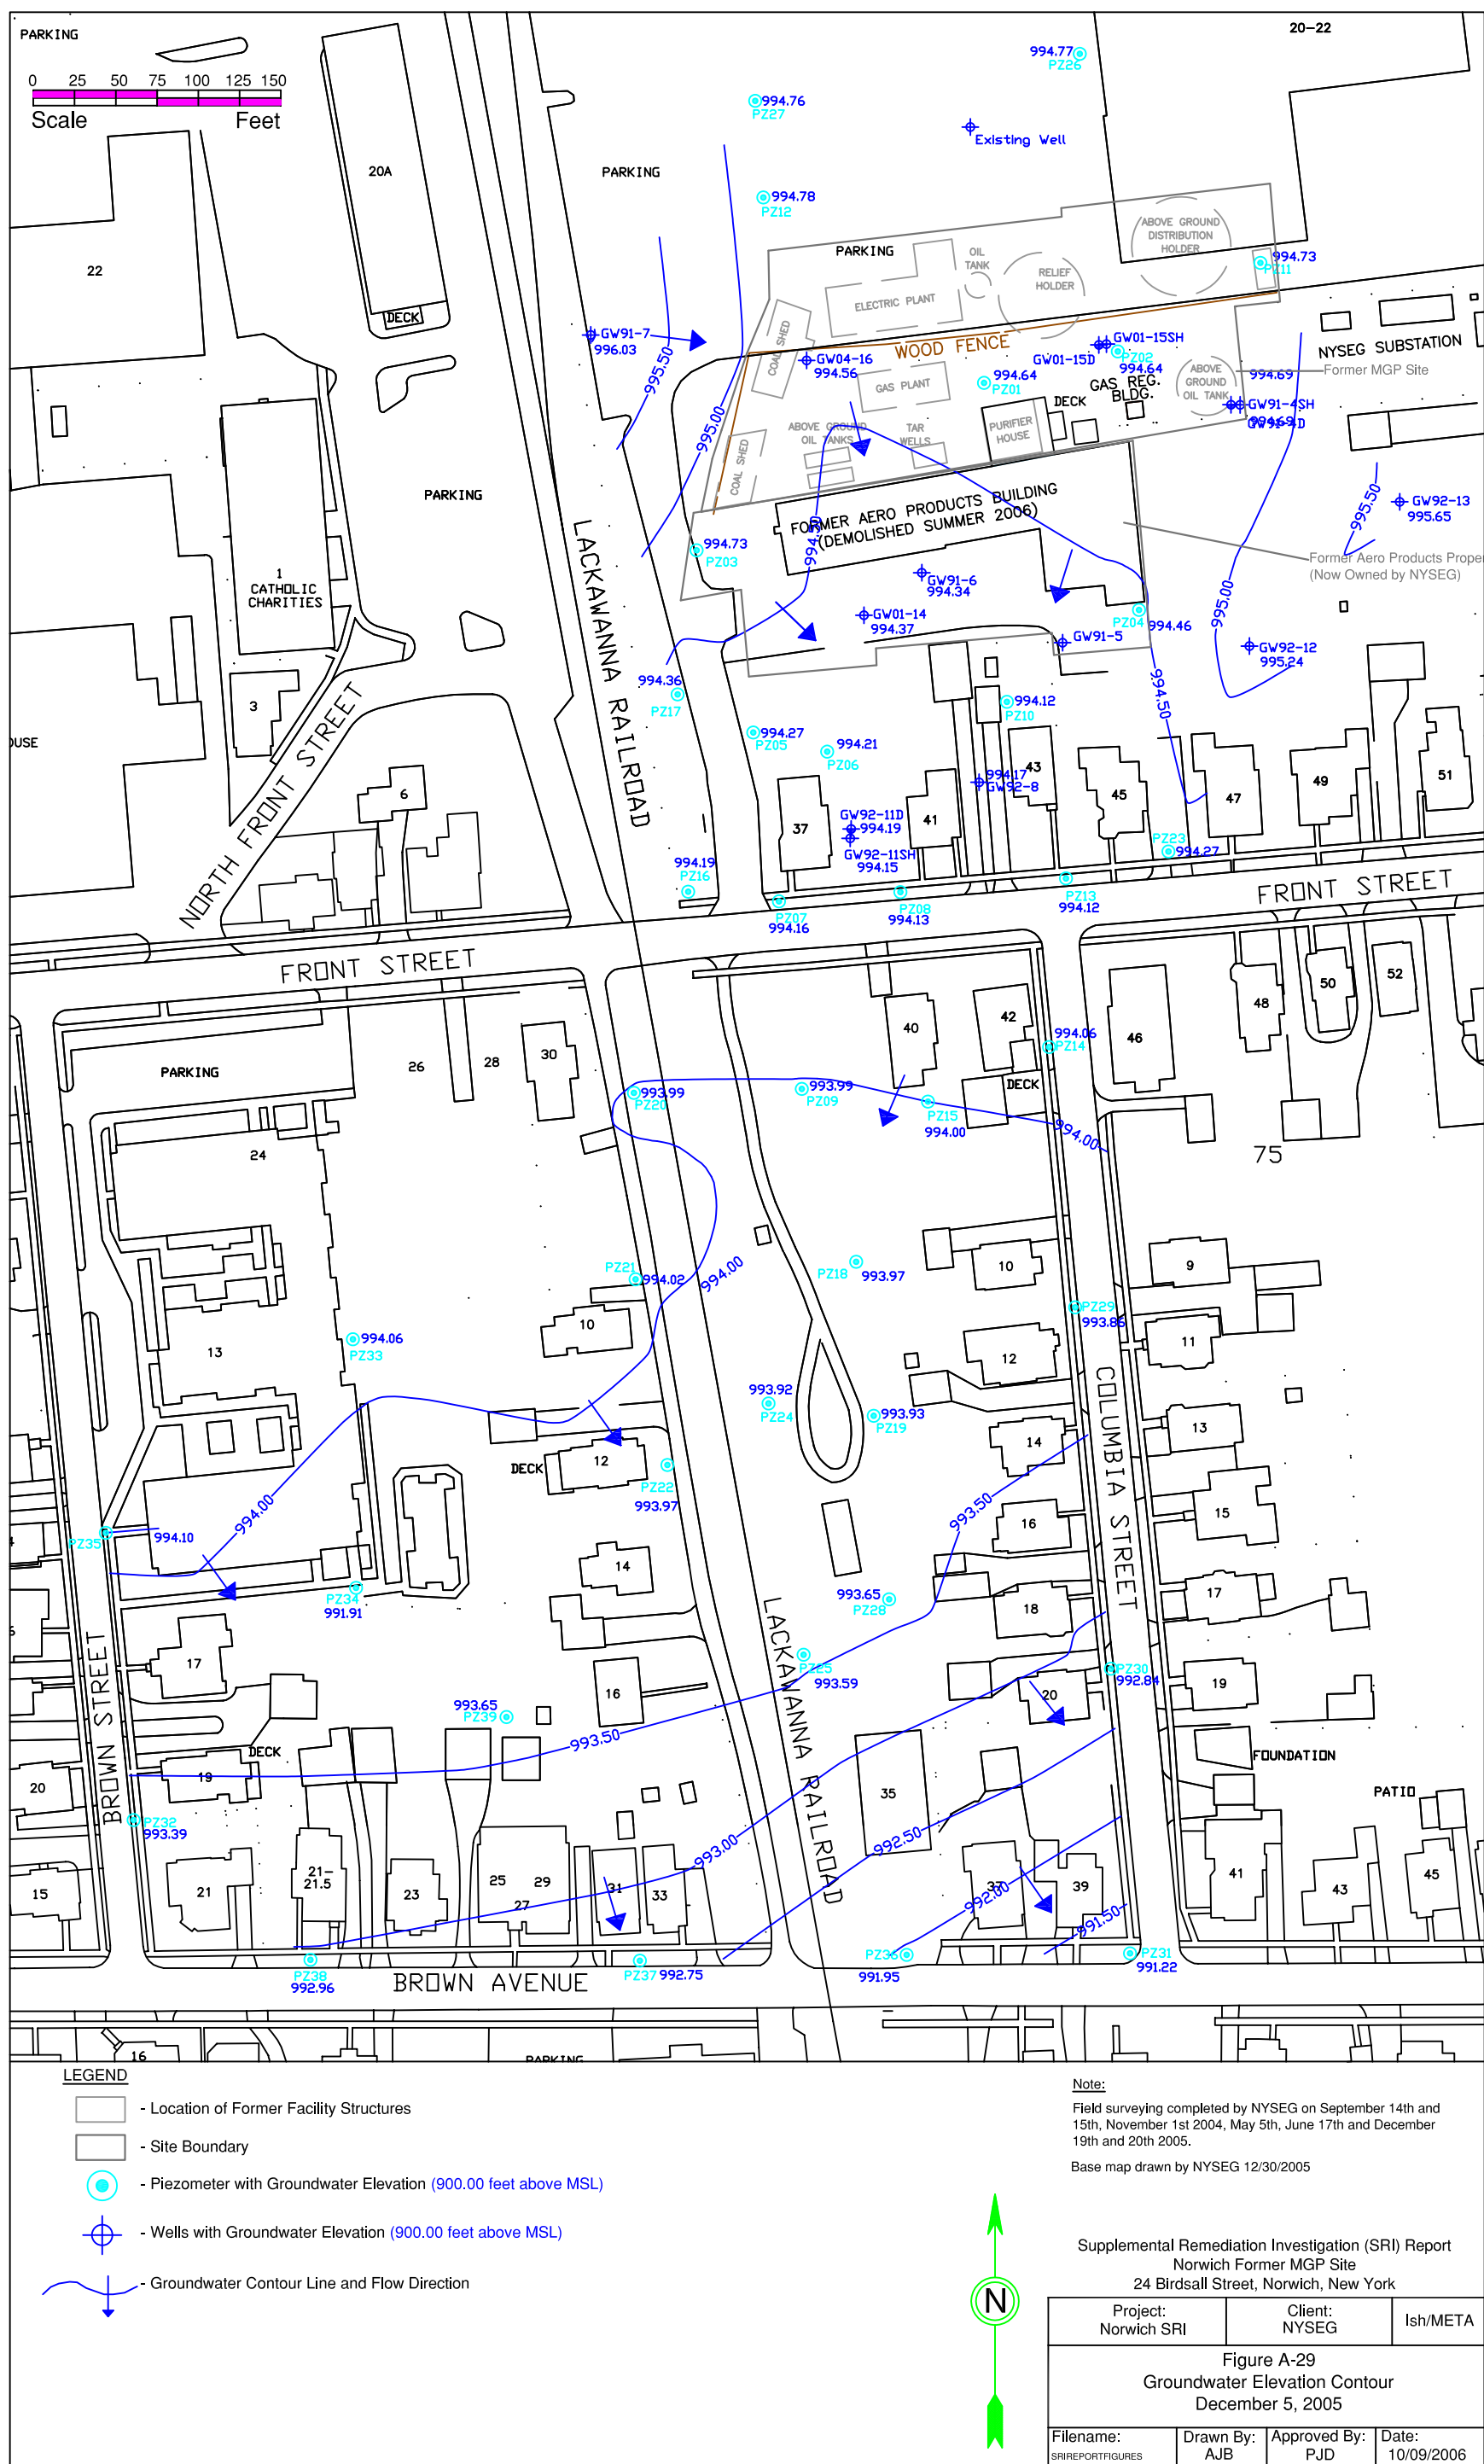 PARKING
0 25 50 75 100 125 150
Scale Feet
20-22
994.77
PZ26
994.76
PZ27
Existing Well
20A
PARKING
994.78
PZ12
22
PARKING
ABOVE GROUND
DISTRIBUTION
HOLDER
OIL
TANK
RELIEF
HOLDER
994.73
PZ11
ELECTRIC PLANT
DECK
GW91-7
996.03
COAL SHED
WOOD FENCE
GW04-16
994.56
GW01-15SH
GW01-15D
PZ02
994.64
NYSEG SUBSTATION
Former MGP Site
995.50
GAS PLANT
994.64
PZ01
GAS REG.
BLDG.
DECK
ABOVE
GROUND
OIL TANK
994.69
GW91-4SH
994.69
GW91-4D
995.00
ABOVE GROUND
OIL TANKS
TAR
WELLS
PURIFIER
HOUSE
COAL SHED
PARKING
995.50
GW92-13
995.65
FORMER AERO PRODUCTS BUILDING
(DEMOLISHED SUMMER 2006)
994.50
LACKAWANNA RAILROAD
994.73
PZ03
Former Aero Products Prope
(Now Owned by NYSEG)
1
CATHOLIC
CHARITIES
GW91-6
994.34
995.00
GW01-14
994.37
PZ04
994.46
GW91-5
GW92-12
995.24
994.36
PZ17
3
994.50
994.12
PZ10
NORTH FRONT STREET
OUSE
994.27
PZ05
994.21
PZ06
6
994.17
GW92-8
43
45
47
49
51
37
GW92-11D
994.19
41
GW92-11SH
994.15
PZ23
994.27
994.19
PZ16
PZ07
994.16
PZ08
994.13
PZ13
994.12
FRONT STREET
FRONT STREET
48
50
52
40
42
46
PARKING
26
28
30
994.06
PZ14
DECK
993.99
PZ20
993.99
PZ09
PZ15
994.00
994.00
75
24
PZ21
994.02
994.00
PZ18
993.97
10
9
PZ29
993.86
10
13
994.06
PZ33
12
11
993.92
PZ24
993.93
PZ19
COLUMBIA STREET
14
13
DECK
12
PZ22
993.97
994.00
993.50
16
15
PZ35
994.10
14
PZ34
991.91
993.65
PZ28
18
17
LACKAWANNA RAILROAD
BROWN STREET
17
PZ25
993.59
PZ30
992.84
20
19
993.65
PZ39
16
993.50
DECK
FOUNDATION
20
19
35
PATIO
PZ32
993.39
993.00
992.50
15
21
21-
21.5
23
25
27
29
31
33
37
992.00
39
41
43
45
991.50
PZ38
992.96
BROWN AVENUE
PZ37 992.75
PZ36
991.95
PZ31
991.22
16
PARKING
LEGEND
- Location of Former Facility Structures
- Site Boundary
- Piezometer with Groundwater Elevation (900.00 feet above MSL)
- Wells with Groundwater Elevation (900.00 feet above MSL)
- Groundwater Contour Line and Flow Direction
Note:
Field surveying completed by NYSEG on September 14th and
15th, November 1st 2004, May 5th, June 17th and December
19th and 20th 2005.
Base map drawn by NYSEG 12/30/2005
N
Supplemental Remediation Investigation (SRI) Report
Norwich Former MGP Site
24 Birdsall Street, Norwich, New York
Project:
Norwich SRI
Client:
NYSEG
Ish/META
Figure A-29
Groundwater Elevation Contour
December 5, 2005
Filename:
SRIREPORTFIGURES
Drawn By:
AJB
Approved By:
PJD
Date:
10/09/2006